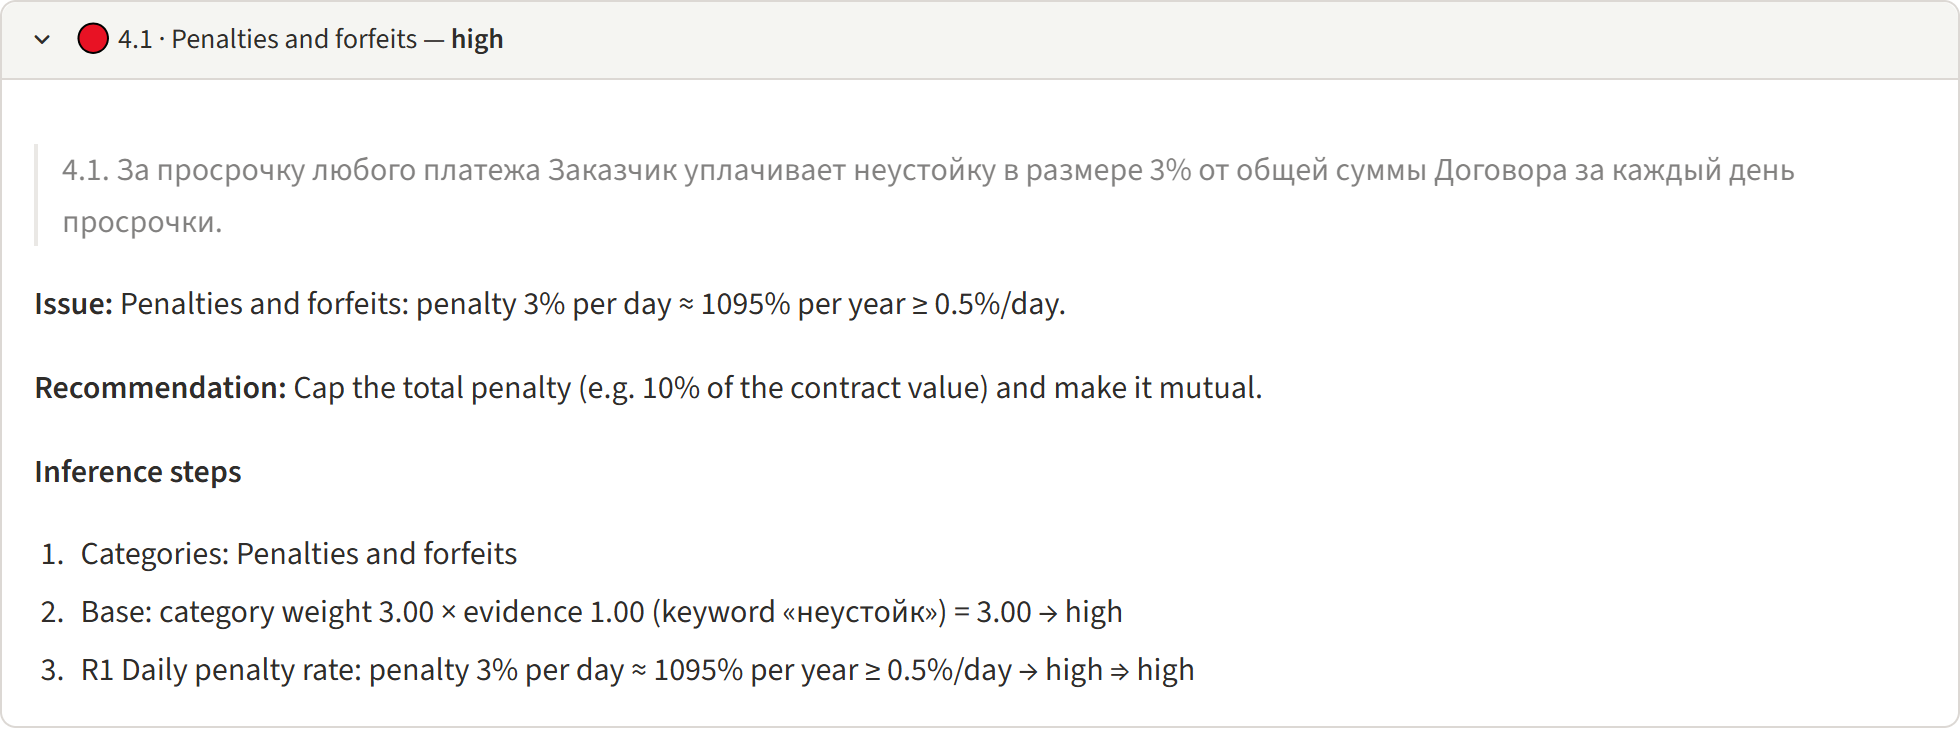 4.1 · Penalties and forfeits — high
4.1. За просрочку любого платежа Заказчик уплачивает неустойку в размере 3% от общей суммы Договора за каждый день
просрочки.
Issue: Penalties and forfeits: penalty 3% per day ≈ 1095% per year ≥ 0.5%/day.
Recommendation: Cap the total penalty (e.g. 10% of the contract value) and make it mutual.
Inference steps
1. Categories: Penalties and forfeits
2. Base: category weight 3.00 × evidence 1.00 (keyword «неустойк») = 3.00 → high
3. R1 Daily penalty rate: penalty 3% per day ≈ 1095% per year ≥ 0.5%/day → high ⇒ high